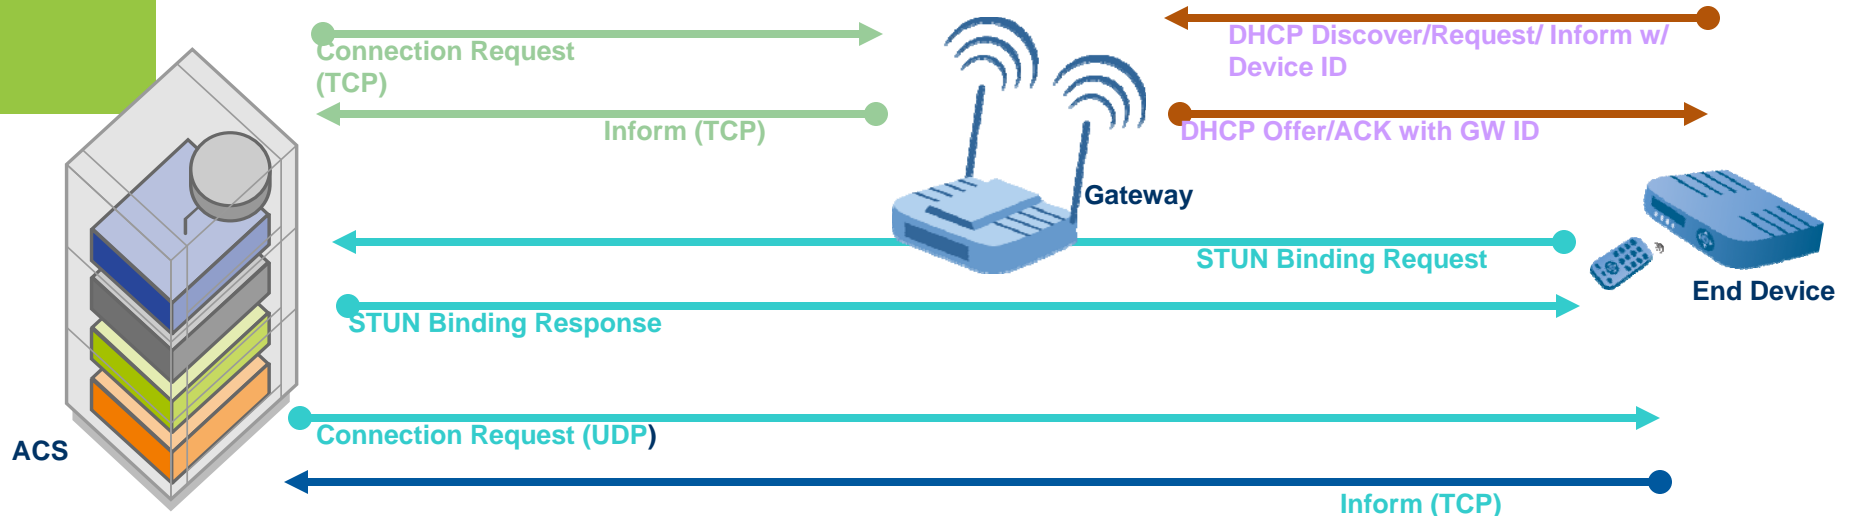 Connection Request
(TCP)
Inform (TCP)
DHCP Discover/Request/ Inform w/
Device ID
DHCP Offer/ACK with GW ID
Gateway
STUN Binding Request
End Device
STUN Binding Response
Connection Request (UDP)
ACS
Inform (TCP)